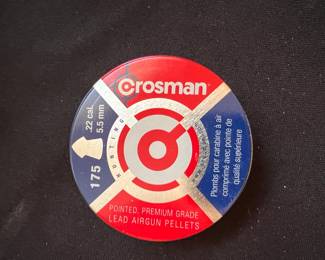 Crosman
.22 cal.
5.5 mm
175
HUNTING
Plombs pour carabine à air
comprimé avec pointe de
qualité supérieure
POINTED, PREMIUM GRADE
LEAD AIRGUN PELLETS